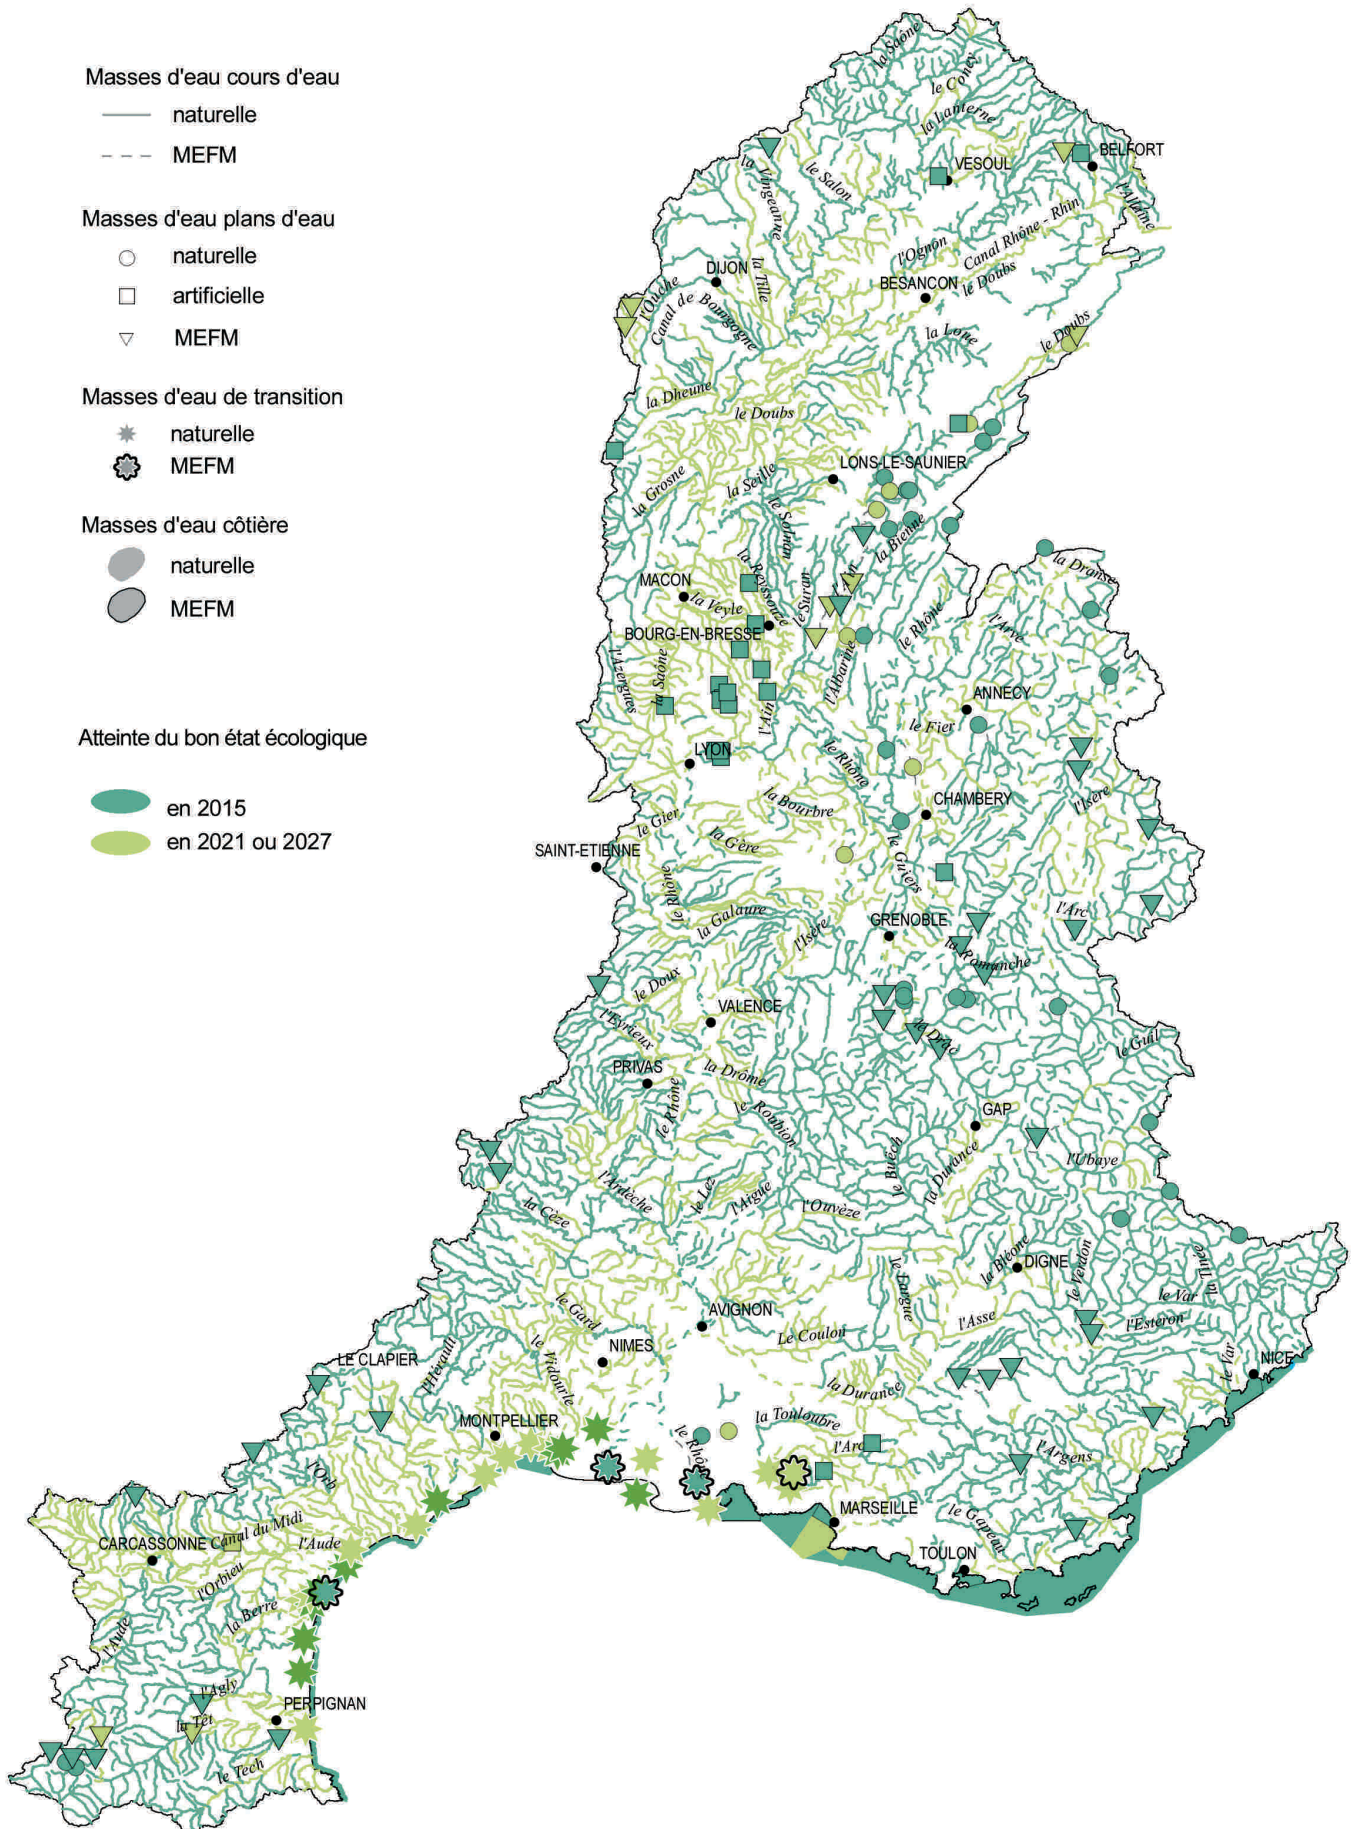 Masses d'eau cours d'eau
naturelle
MEFM
Masses d'eau plans d'eau
naturelle
artificielle
MEFM
Masses d'eau de transition
naturelle
MEFM
Masses d'eau côtière
naturelle
MEFM
Atteinte du bon état écologique
en 2015
en 2021 ou 2027
la Saône
le Coney
la Lanterne
BELFORT
VESOUL
la Vingeanne
le Salon
l'Allaine
l'Ognon
Canal Rhône - Rhin
DIJON
la Tille
BESANCON
le Doubs
l'Ouche
Canal de Bourgogne
la Loue
le Doubs
la Dheune
le Doubs
LONS-LE-SAUNIER
la Grosne
la Seille
le Solnan
la Bienne
la Dranse
MACON
la Reyssouze
la Veyle
le Suran
l'Ain
BOURG-EN-BRESSE
le Rhône
l'Arve
l'Azergues
la Saône
l'Albarine
l'Ain
ANNECY
le Fier
LYON
le Rhône
l'Isère
la Bourbre
CHAMBERY
le Gier
la Gère
SAINT-ETIENNE
le Guiers
le Rhône
la Galaure
l'Isère
GRENOBLE
l'Arc
la Romanche
le Doux
VALENCE
l'Eyrieux
le Drac
le Guil
PRIVAS
la Drôme
le Rhône
le Roubion
GAP
le Buëch
la Durance
l'Ubaye
l'Ardèche
le Lez
l'Aigue
la Cèze
l'Ouvèze
la Bléone
DIGNE
le Verdon
la Tinée
le Largue
le Var
le Gard
AVIGNON
Le Coulon
l'Asse
l'Estéron
NIMES
le Vidourle
LE CLAPIER
l'Hérault
le Var
NICE
la Durance
MONTPELLIER
la Touloubre
le Rhône
l'Arc
l'Argens
l'Orb
MARSEILLE
le Gapeau
CARCASSONNE
Canal du Midi
l'Aude
TOULON
l'Orbieu
la Berre
l'Aude
l'Agly
PERPIGNAN
la Têt
le Tech